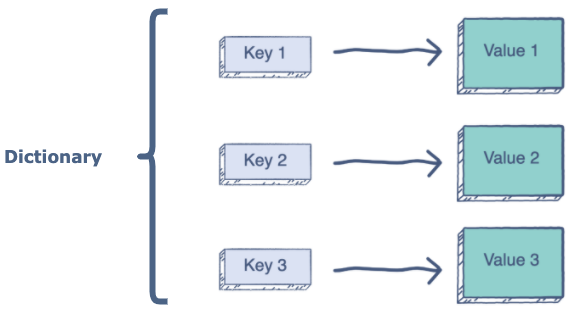 Key 1
Value 1
Dictionary
Key 2
Value 2
Key 3
Value 3